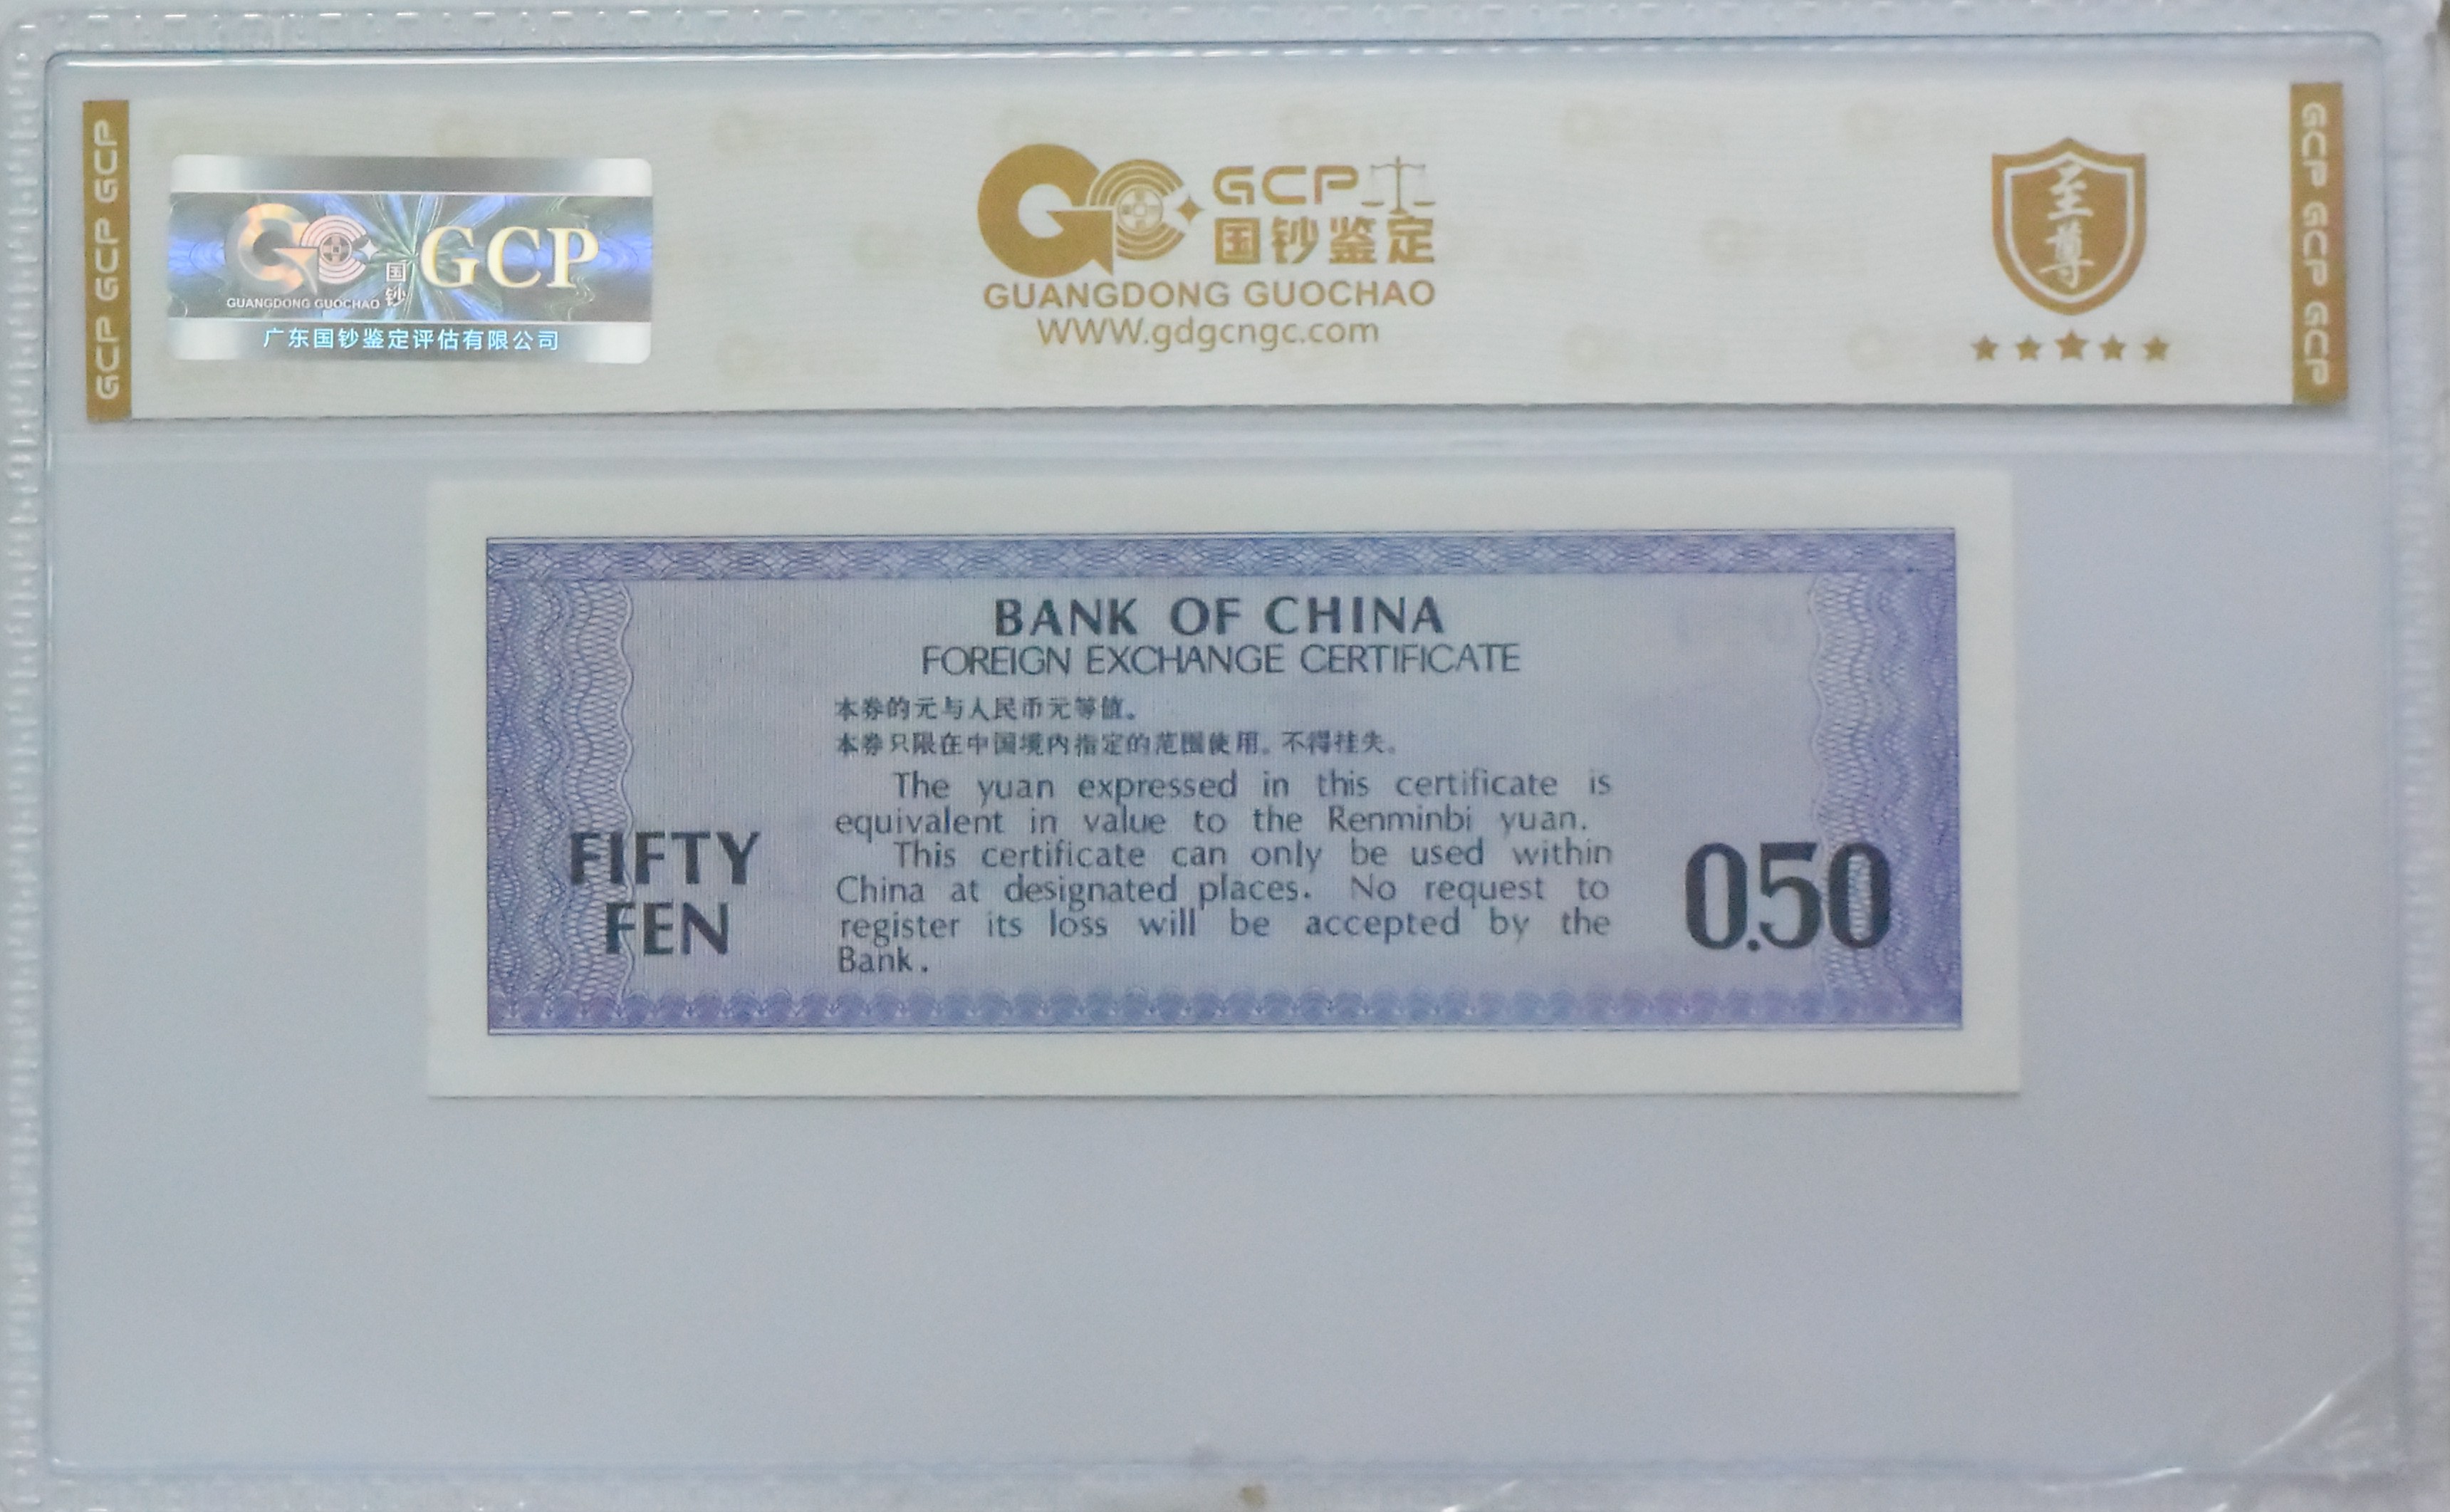 GCP GCP GCP
GUANGDONG GUOCHAO
国钞
GCP
广东国钞鉴定评估有限公司
GCP
国钞鉴定
GUANGDONG GUOCHAO
WWW.gdgcngc.com
至尊
GCP GCP GCP
BANK OF CHINA
FOREIGN EXCHANGE CERTIFICATE
本券的元与人民币元等值。
本券只限在中国境内指定的范围使用。不得挂失。
The yuan expressed in this certificate is
equivalent in value to the Renminbi yuan.
This certificate can only be used within
China at designated places. No request to
register its loss will be accepted by the
Bank.
FIFTY
FEN
0.50